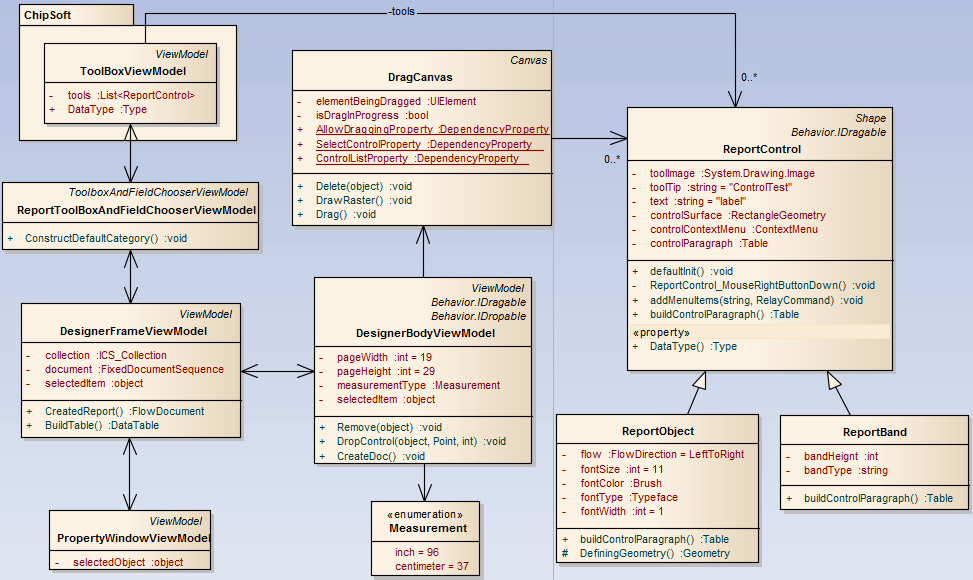 ChipSoft
-tools
ViewModel
ToolBoxViewModel
- tools :List<ReportControl>
+ DataType :Type
0..*
Canvas
DragCanvas
- elementBeingDragged :UIElement
- isDragInProgress :bool
+ AllowDraggingProperty :DependencyProperty
+ SelectControlProperty :DependencyProperty
+ ControlListProperty :DependencyProperty
+ Delete(object) :void
+ DrawRaster() :void
+ Drag() :void
0..*
Shape
Behavior.IDragable
ReportControl
- toolImage :System.Drawing.Image
- toolTip :string = "ControlTest"
- text :string = "label"
- controlSurface :RectangleGeometry
- controlContextMenu :ContextMenu
- controlParagraph :Table
+ defaultInit() :void
- ReportControl_MouseRightButtonDown() :void
+ addMenuItems(string, RelayCommand) :void
+ buildControlParagraph() :Table
«property»
+ DataType() :Type
ToolboxAndFieldChooserViewModel
ReportToolBoxAndFieldChooserViewModel
+ ConstructDefaultCategory() :void
ViewModel
DesignerFrameViewModel
- collection :ICS_Collection
- document :FixedDocumentSequence
- selectedItem :object
+ CreatedReport() :FlowDocument
+ BuildTable() :DataTable
ViewModel
Behavior.IDragable
Behavior.IDropable
DesignerBodyViewModel
- pageWidth :int = 19
- pageHeight :int = 29
- measurementType :Measurement
- selectedItem :object
+ Remove(object) :void
+ DropControl(object, Point, int) :void
+ CreateDoc() :void
ReportObject
- flow :FlowDirection = LeftToRight
- fontSize :int = 11
- fontColor :Brush
- fontType :Typeface
- fontWidth :int = 1
+ buildControlParagraph() :Table
# DefiningGeometry() :Geometry
ReportBand
- bandHeignt :int
- bandType :string
+ buildControlParagraph() :Table
ViewModel
PropertyWindowViewModel
- selectedObject :object
«enumeration»
Measurement
inch = 96
centimeter = 37